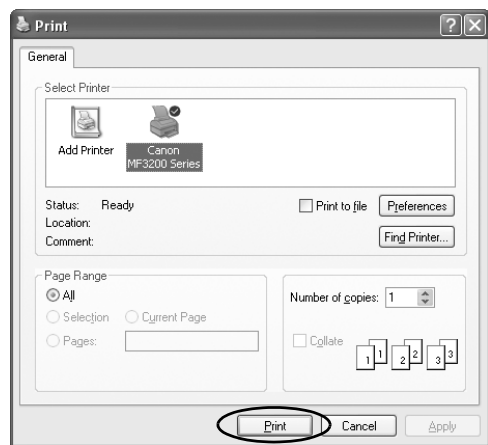 Print
General
Select Printer
Add Printer
Canon
MF3200 Series
Status: Ready
Location:
Comment:
Print to file
Preferences
Find Printer...
Page Range
All
Selection
Current Page
Pages:
Number of copies: 1
Collate
1 1 2 2 3 3
Print
Cancel
Apply